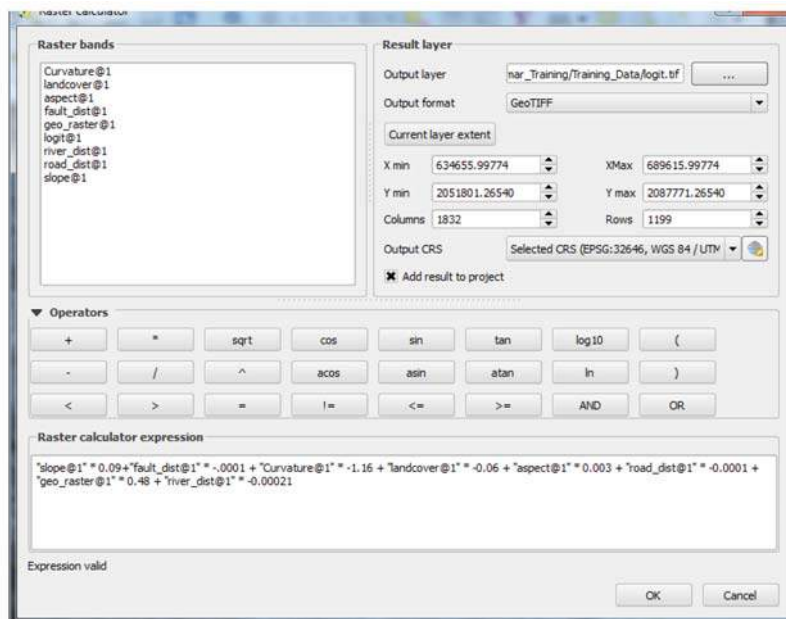 Raster Calculator
Raster bands
Curvature@1
landcover@1
aspect@1
fault_dist@1
geo_raster@1
logit@1
river_dist@1
road_dist@1
slope@1
Result layer
Output layer nar_Training/Training_Data/logit.tif ...
Output format GeoTIFF
Current layer extent
X min 634655.99774 XMax 689615.99774
Y min 2051801.26540 Y max 2087771.26540
Columns 1832 Rows 1199
Output CRS Selected CRS (EPSG:32646, WGS 84 / UTM
Add result to project
Operators
+ * sqrt cos sin tan log10 (
- / ^ acos asin atan ln )
< > = != <= >= AND OR
Raster calculator expression
"slope@1" * 0.09+"fault_dist@1" * -.0001 + "Curvature@1" * -1.16 + "landcover@1" * -0.06 + "aspect@1" * 0.003 + "road_dist@1" * -0.0001 +
"geo_raster@1" * 0.48 + "river_dist@1" * -0.00021
Expression valid
OK Cancel